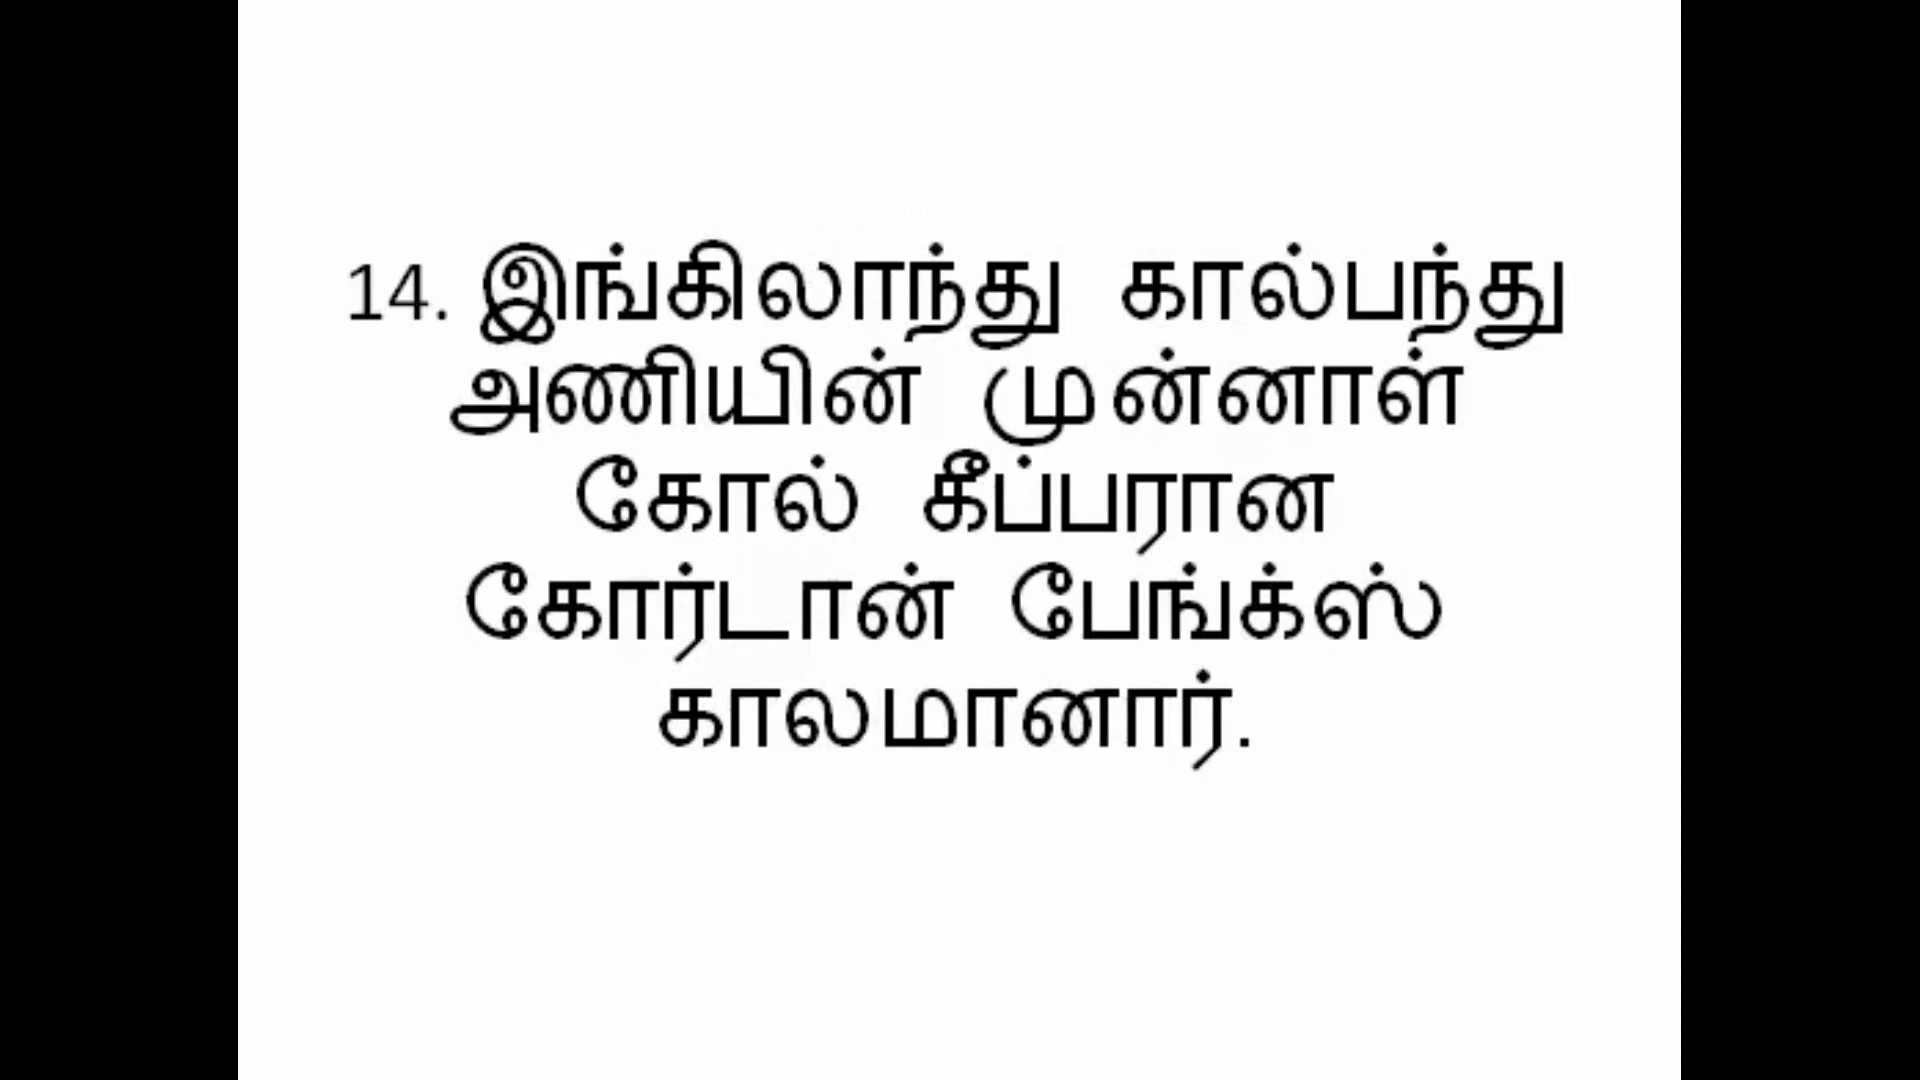 14. இங்கிலாந்து கால்பந்து
அணியின் முன்னாள்
கோல் கீப்பரான
கோர்டான் பேங்க்ஸ்
காலமானார்.